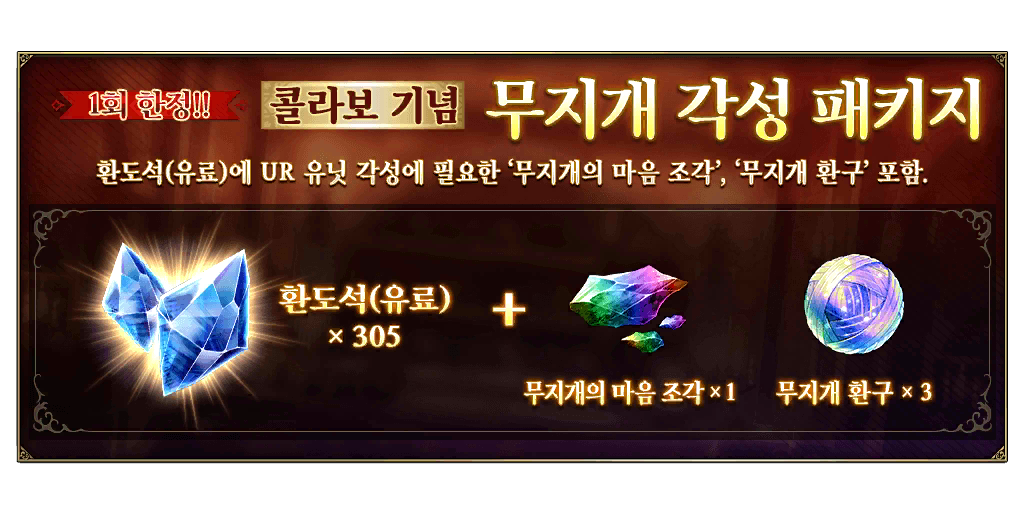 1회 한정!! 콜라보 기념 무지개 각성 패키지
환도석(유료)에 UR 유닛 각성에 필요한 ‘무지개의 마음 조각’, ‘무지개 환구’ 포함.
환도석(유료)
× 305
+
무지개의 마음 조각 × 1
무지개 환구 × 3